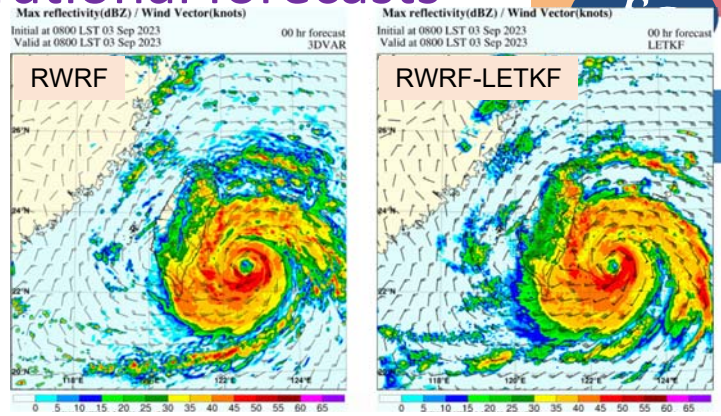 ational forecasts
Max reflectivity(dBZ) / Wind Vector(knots)
Initial at 0800 LST 03 Sep 2023 00 hr forecast
Valid at 0800 LST 03 Sep 2023 3DVAR
RWRF
26°N
24°N
22°N
20°N
118°E 122°E 124°E
0 5 10 15 20 25 30 35 40 45 50 55 60 65
Max reflectivity(dBZ) / Wind Vector(knots)
Initial at 0800 LST 03 Sep 2023 00 hr forecast
Valid at 0800 LST 03 Sep 2023 LETKF
RWRF-LETKF
26°N
24°N
22°N
20°N
118°E 120°E 122°E 124°E
0 5 10 15 20 25 30 35 40 45 50 55 60 65